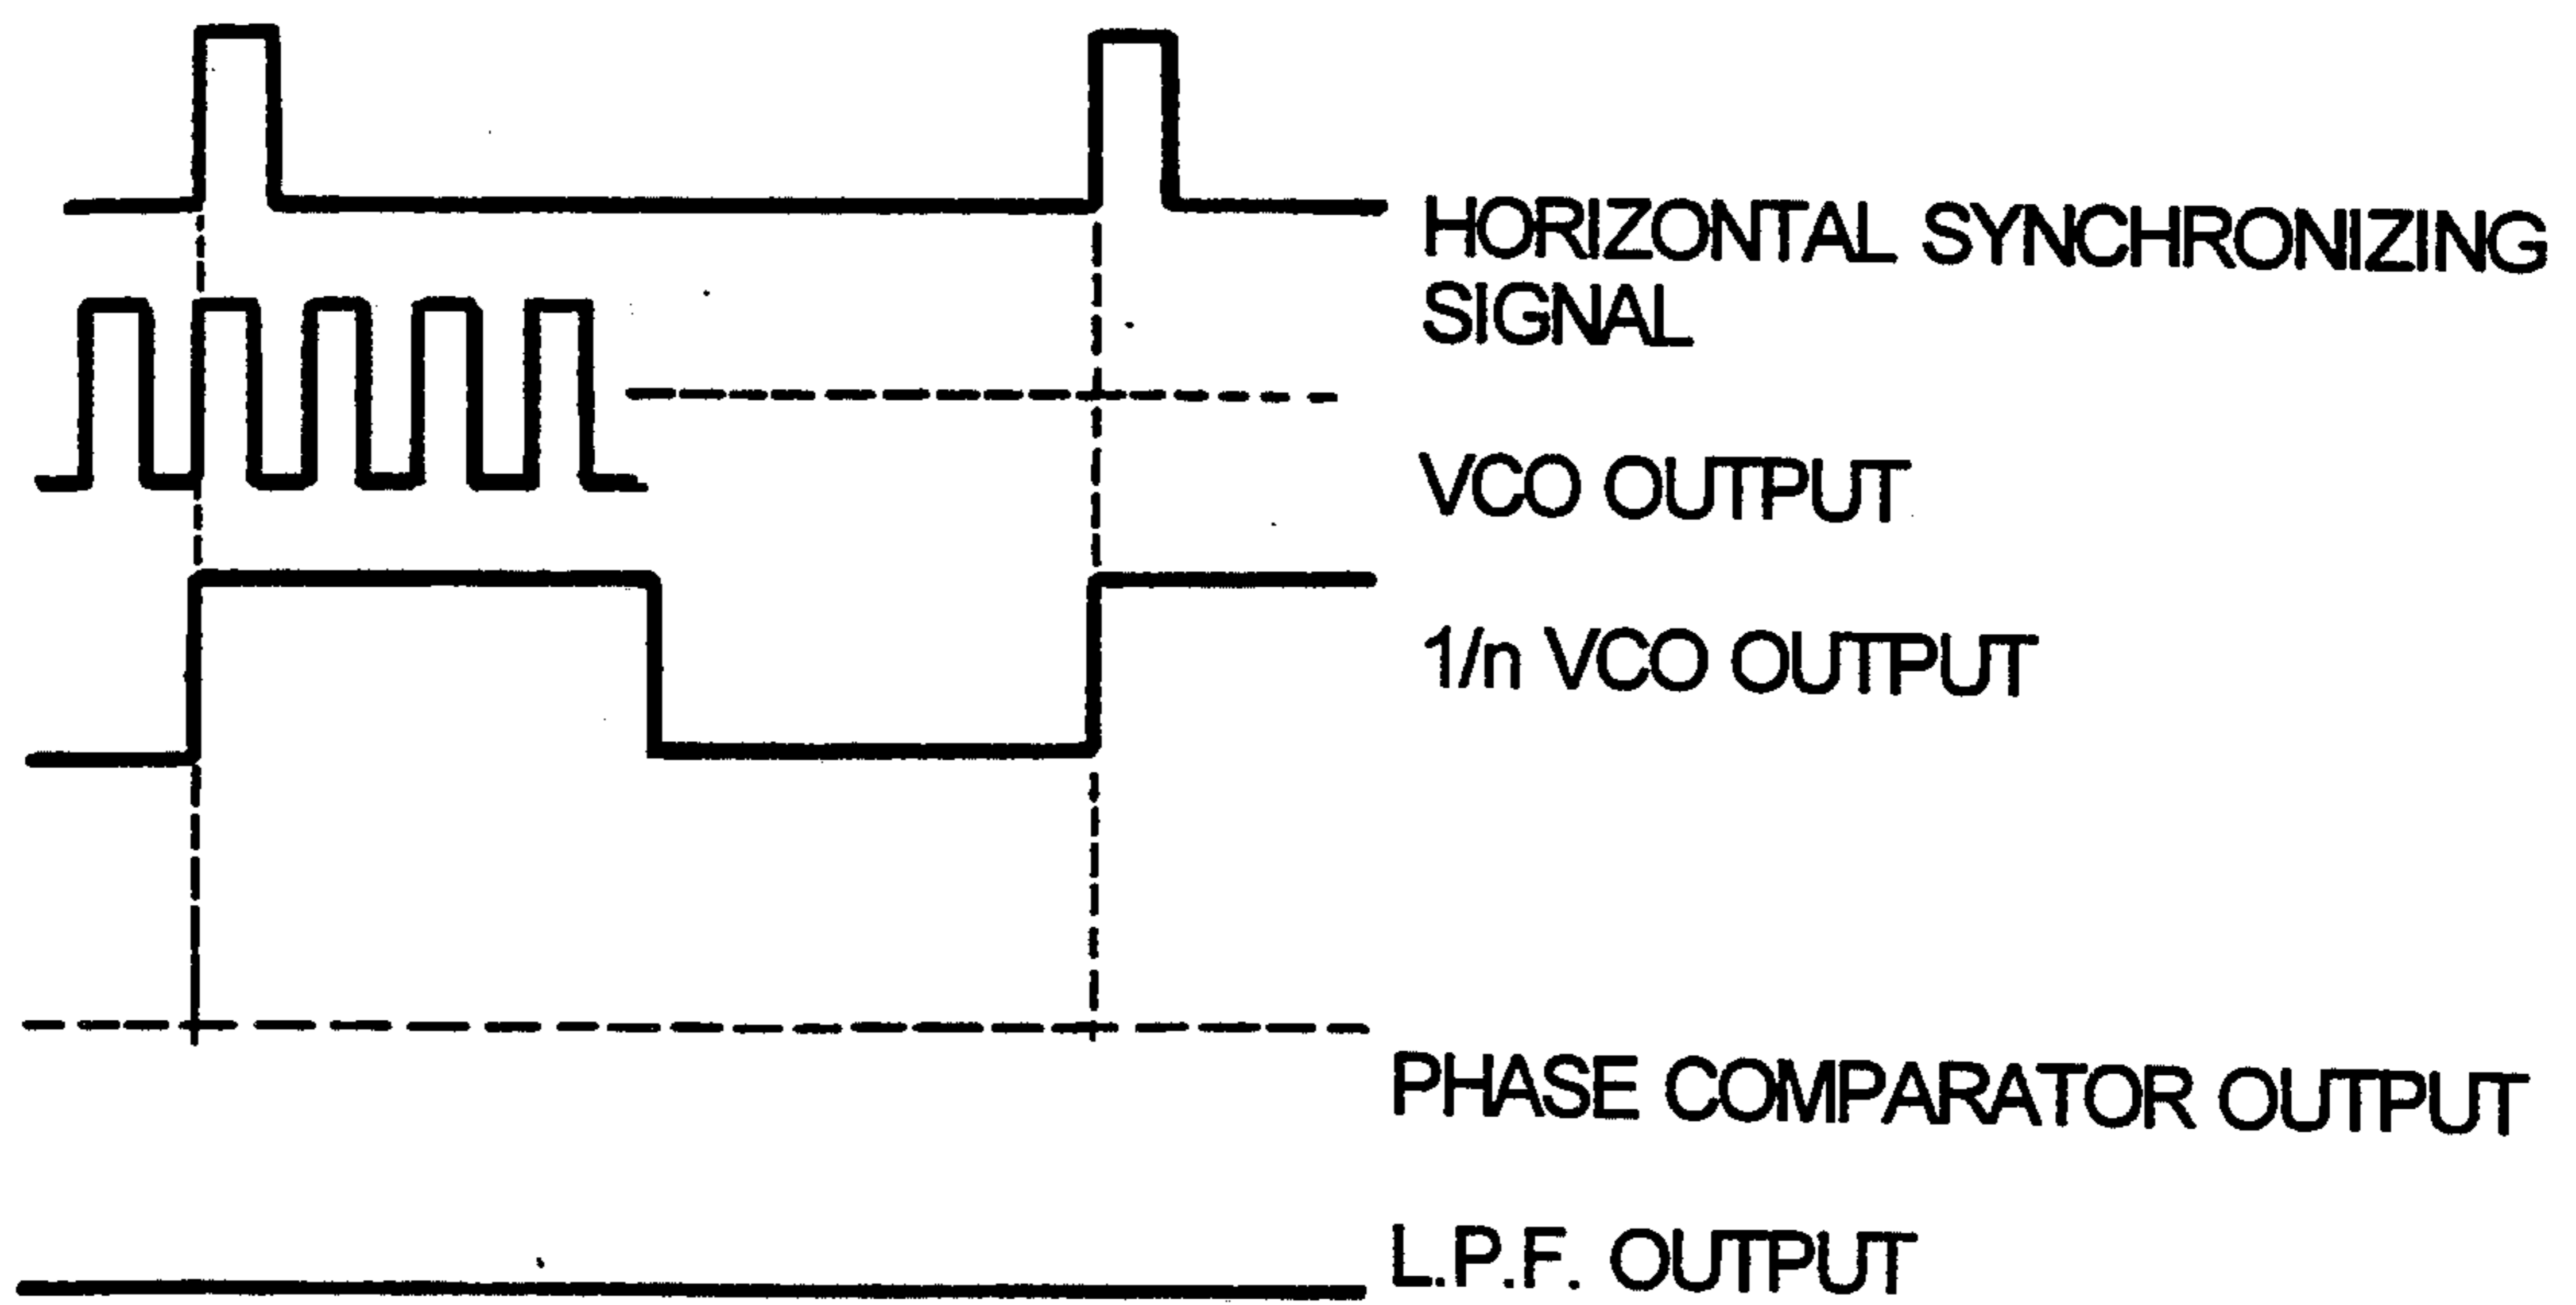 HORIZONTAL SYNCHRONIZING
SIGNAL
VCO OUTPUT
1/n VCO OUTPUT
PHASE COMPARATOR OUTPUT
L.P.F. OUTPUT